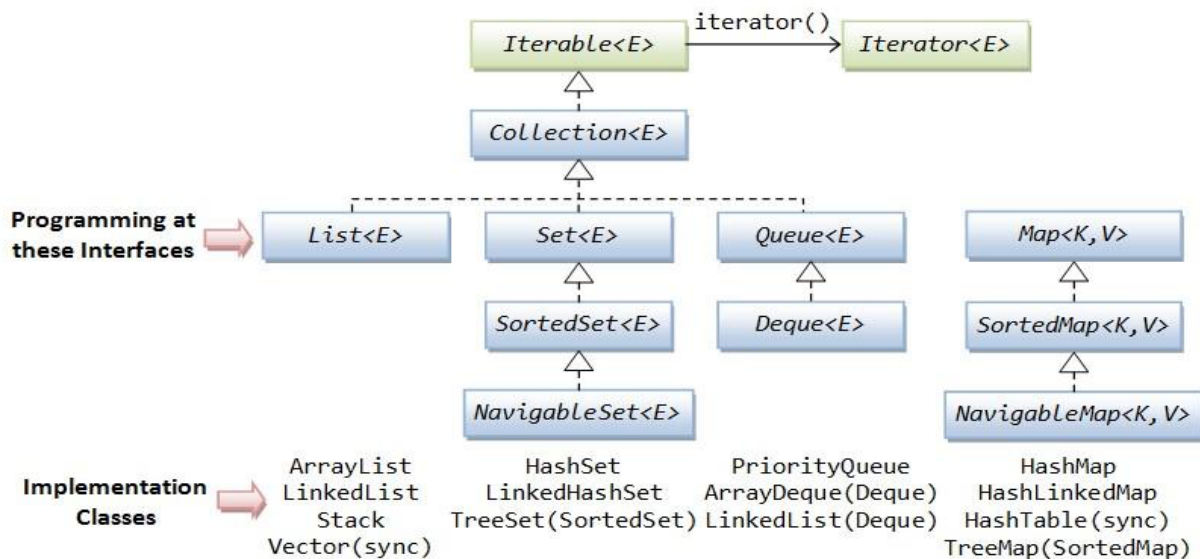 Iterable<E>
iterator()
Iterator<E>
Collection<E>
Programming at
these Interfaces
List<E>
Set<E>
Queue<E>
Map<K,V>
SortedSet<E>
Deque<E>
SortedMap<K,V>
NavigableSet<E>
NavigableMap<K,V>
Implementation
Classes
ArrayList
LinkedList
Stack
Vector(sync)
HashSet
LinkedHashSet
TreeSet(SortedSet)
PriorityQueue
ArrayDeque(Deque)
LinkedList(Deque)
HashMap
HashLinkedMap
HashTable(sync)
TreeMap(SortedMap)